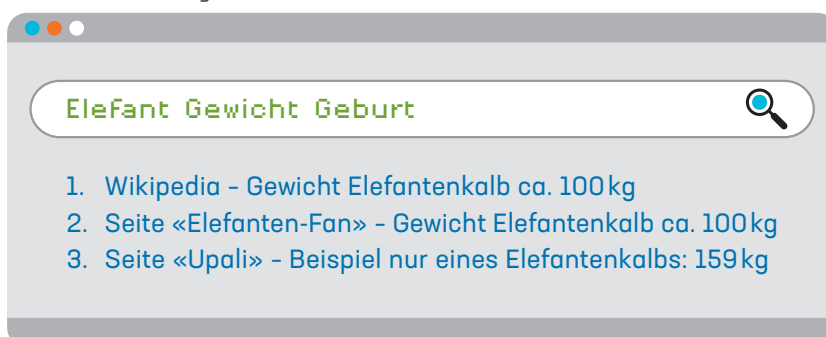 Elefant Gewicht Geburt
1. Wikipedia – Gewicht Elefantenkalb ca. 100 kg
2. Seite «Elefanten-Fan» – Gewicht Elefantenkalb ca. 100 kg
3. Seite «Upali» – Beispiel nur eines Elefantenkalbs: 159 kg